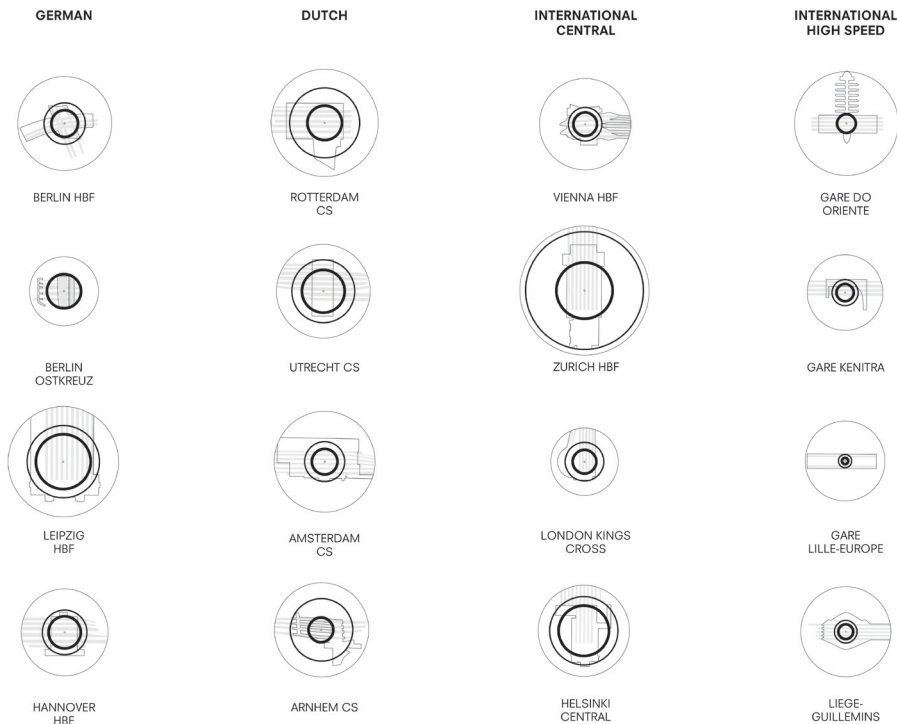 GERMAN
DUTCH
INTERNATIONAL
CENTRAL
INTERNATIONAL
HIGH SPEED
BERLIN HBF
ROTTERDAM
CS
VIENNA HBF
GARE DO
ORIENTE
BERLIN
OSTKREUZ
UTRECHT CS
ZURICH HBF
GARE KENITRA
LEIPZIG
HBF
AMSTERDAM
CS
LONDON KINGS
CROSS
GARE
LILLE-EUROPE
HANNOVER
HBF
ARNHEM CS
HELSINKI
CENTRAL
LIEGE-
GUILLEMINS